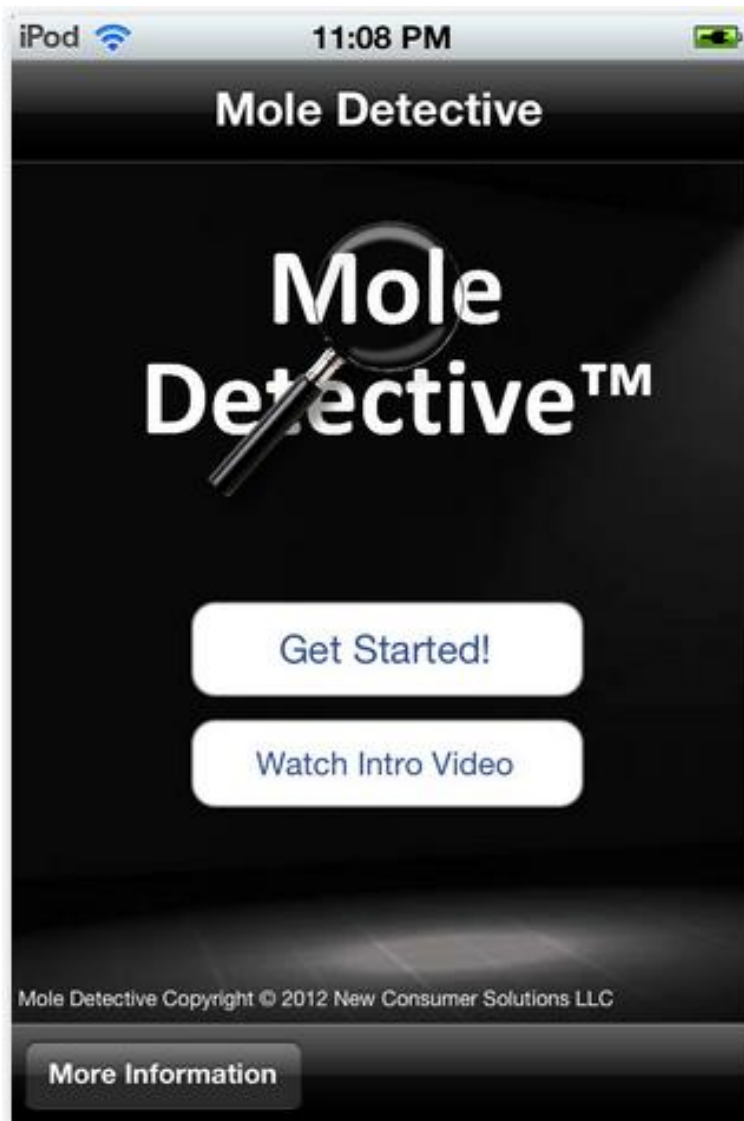 iPod 11:08 PM
Mole Detective
Mole
Detective™
Get Started!
Watch Intro Video
Mole Detective Copyright © 2012 New Consumer Solutions LLC
More Information